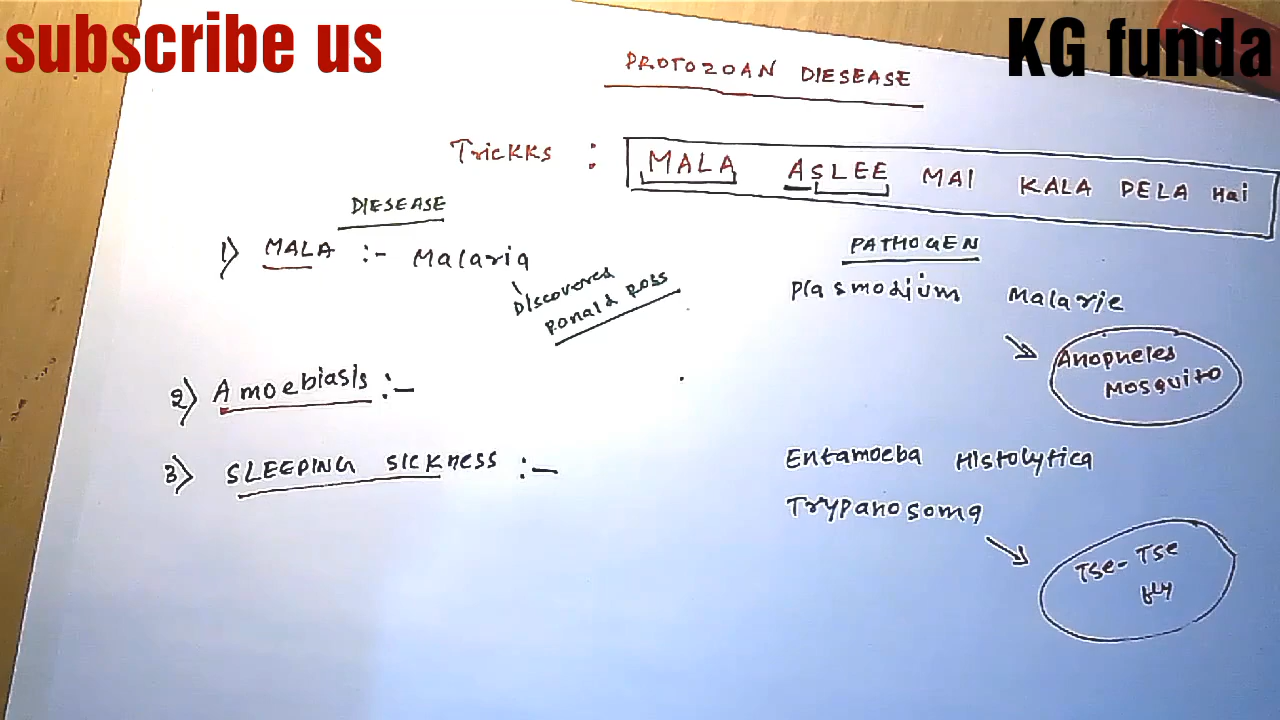 subscribe us
KG funda
PROTOZOAN DIESEASE
Trickks : MALA ASLEE MAI KALA PELA Hai
DIESEASE
PATHOGEN
1) MALA :- Malaria
Plasmodium Malarie
Discovered
Ronald Ross
Anopheles
Mosquito
2) Amoebiasis :-
Entamoeba Histolytica
3) SLEEPING SICKNESS :-
Trypanosoma
Tse-Tse
fly